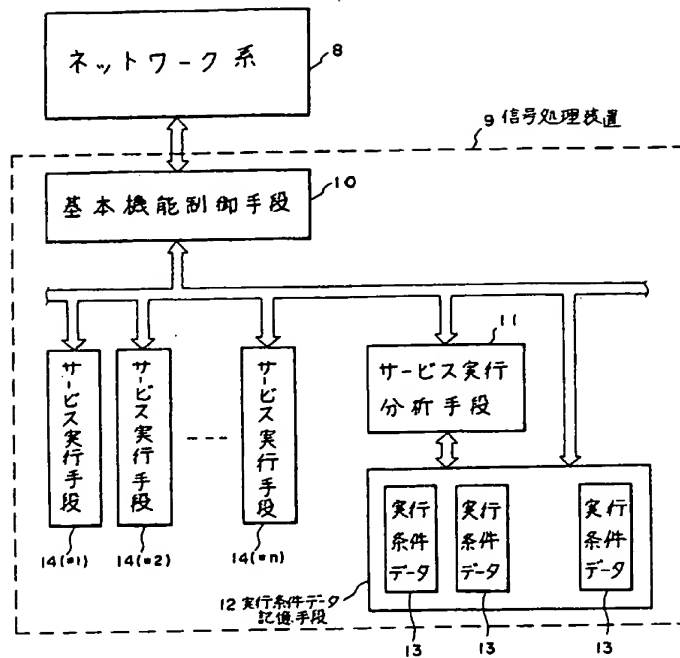 ネットワーク系
8
9 信号処理装置
基本機能制御手段
10
サービス実行手段
サービス実行手段
サービス実行手段
14(#1)
14(#2)
14(#n)
11
サービス実行
分析手段
実行
条件
データ
実行
条件
データ
実行
条件
データ
12 実行条件データ
記憶手段
13
13
13